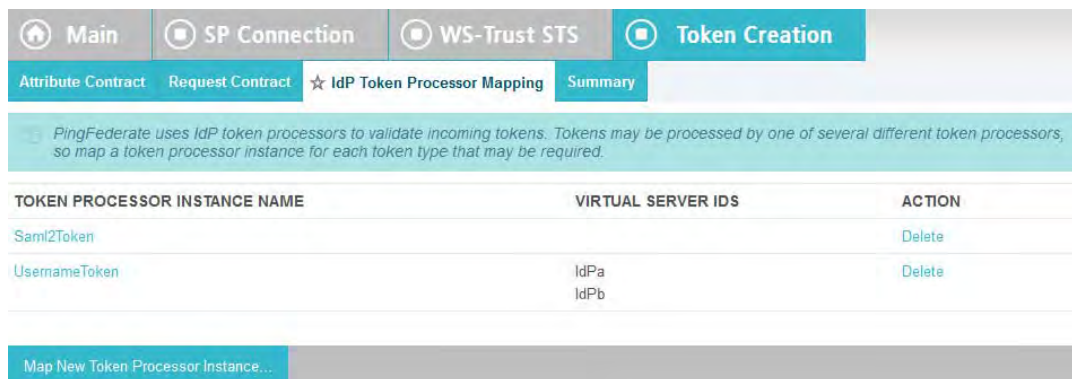 Main SP Connection WS-Trust STS Token Creation
Attribute Contract Request Contract IdP Token Processor Mapping Summary
PingFederate uses IdP token processors to validate incoming tokens. Tokens may be processed by one of several different token processors,
so map a token processor instance for each token type that may be required.
TOKEN PROCESSOR INSTANCE NAME VIRTUAL SERVER IDS ACTION
Saml2Token Delete
UsernameToken IdPa Delete
IdPb
Map New Token Processor Instance...